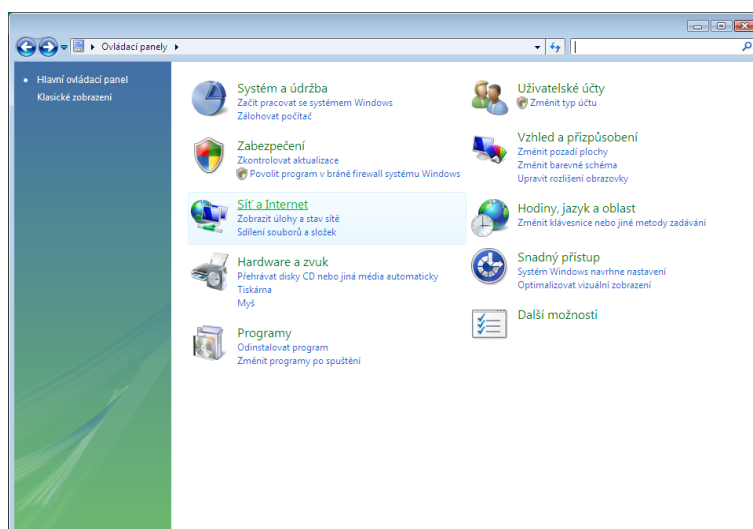 Ovládací panely
Hlavní ovládací panel
Klasické zobrazení
Systém a údržba
Začít pracovat se systémem Windows
Zálohovat počítač
Zabezpečení
Zkontrolovat aktualizace
Povolit program v bráně firewall systému Windows
Síť a Internet
Zobrazit úlohy a stav sítě
Sdílení souborů a složek
Hardware a zvuk
Přehrávat disky CD nebo jiná média automaticky
Tiskárna
Myš
Programy
Odinstalovat program
Změnit programy po spuštění
Uživatelské účty
Změnit typ účtu
Vzhled a přizpůsobení
Změnit pozadí plochy
Změnit barevné schéma
Upravit rozlišení obrazovky
Hodiny, jazyk a oblast
Změnit klávesnice nebo jiné metody zadávání
Snadný přístup
Systém Windows navrhne nastavení
Optimalizovat vizuální zobrazení
Další možnosti